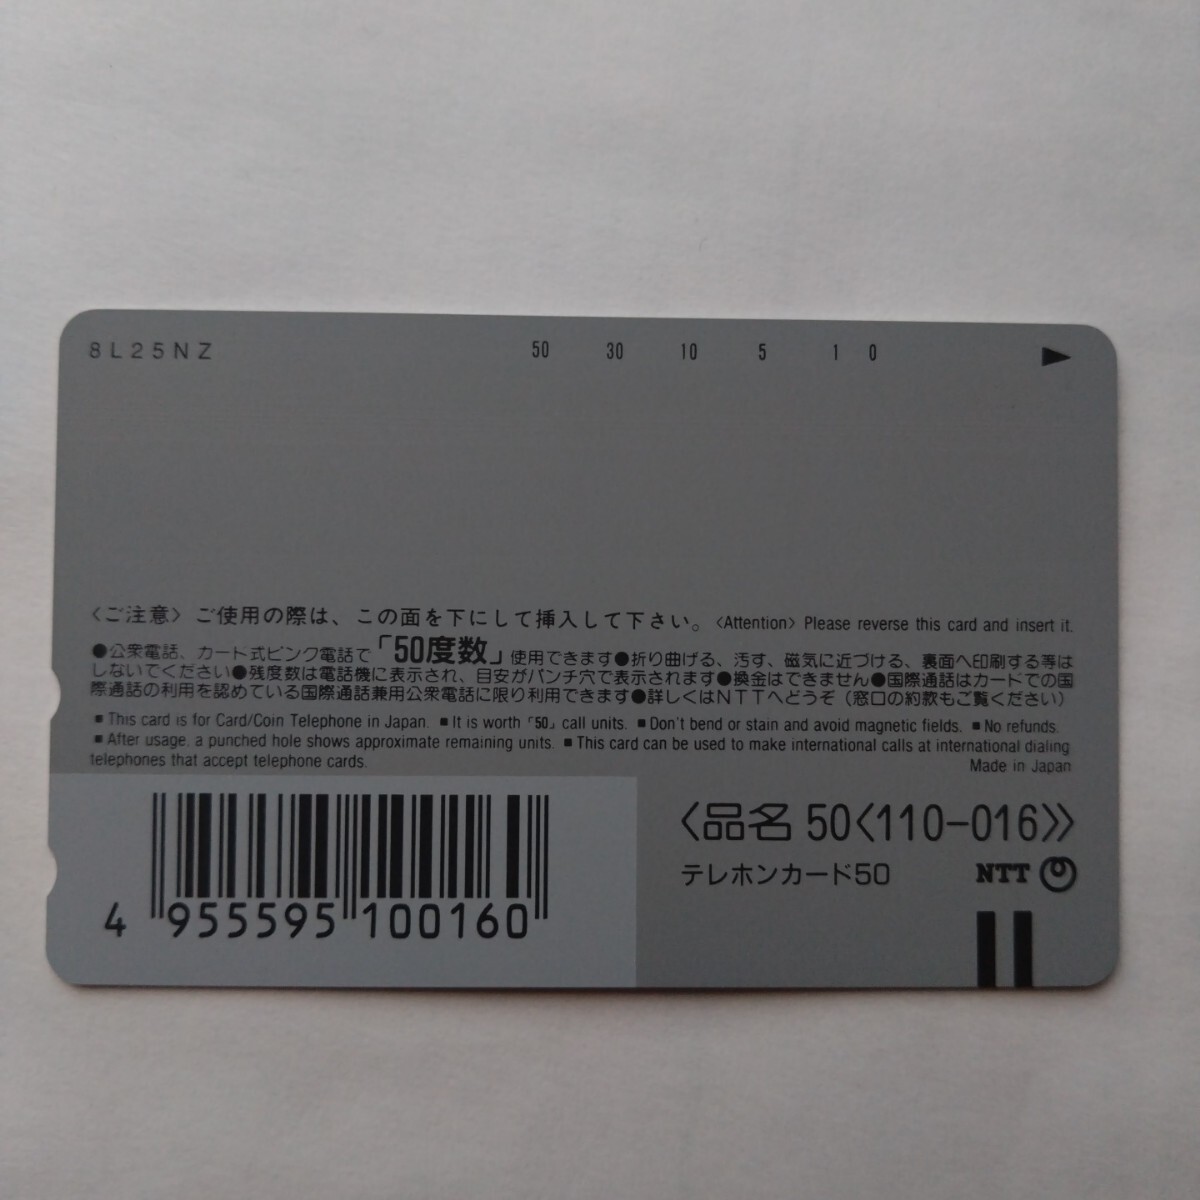 8L25NZ 50 30 10 5 1 0 ▶
〈ご注意〉ご使用の際は、この面を下にして挿入して下さい。〈Attention〉Please reverse this card and insert it.
●公衆電話、カード式ピンク電話で「50度数」使用できます●折り曲げる、汚す、磁気に近づける、裏面へ印刷する等は
しないでください●残度数は電話機に表示され、目安がパンチ穴で表示されます●換金はできません●国際通話はカードでの国
際通話の利用を認めている国際通話兼用公衆電話に限り利用できます●詳しくはNTTへどうぞ（窓口の約款もご覧ください）
■This card is for Card/Coin Telephone in Japan. ■It is worth「50」call units. ■Don't bend or stain and avoid magnetic fields. ■No refunds.
■After usage, a punched hole shows approximate remaining units. ■This card can be used to make international calls at international dialing
telephones that accept telephone cards.
Made in Japan
〈品名 50〈110-016〉〉
テレホンカード50 NTT
4 955595 100160